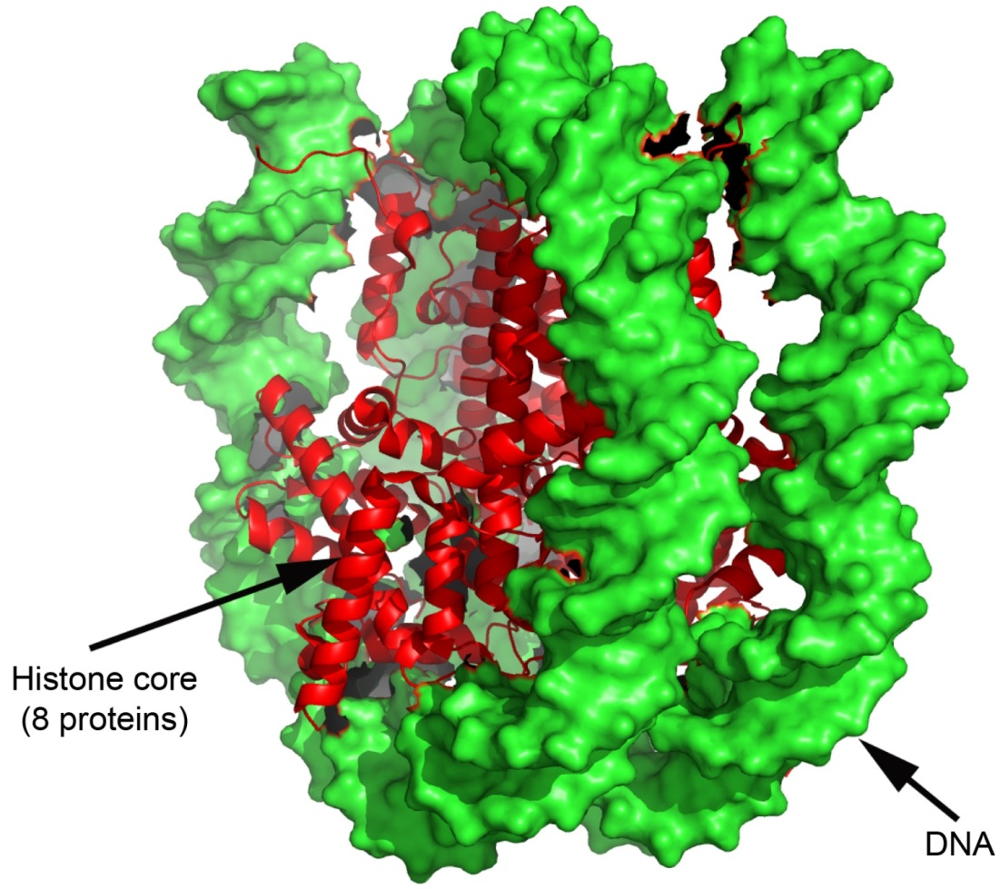 Histone core
(8 proteins)
DNA